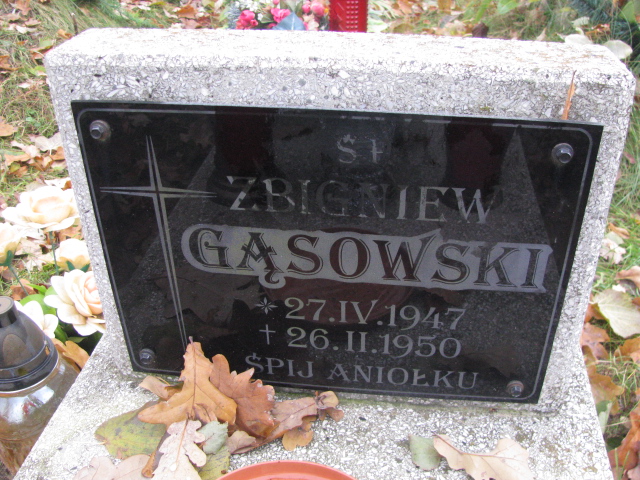 Ś †
ZBIGNIEW
GĄSOWSKI
* 27.IV.1947
† 26.II.1950
ŚPIJ ANIOŁKU